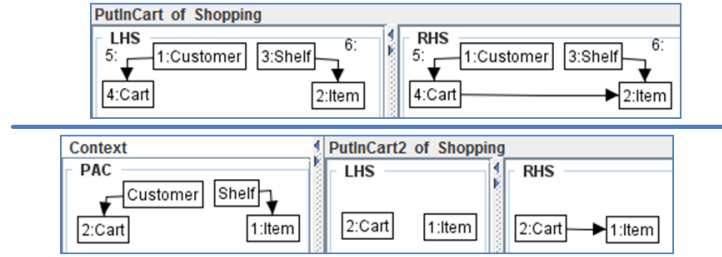 PutInCart of Shopping
LHS
5: 1:Customer 3:Shelf 6:
4:Cart 2:Item
RHS
5: 1:Customer 3:Shelf 6:
4:Cart 2:Item
Context
PAC
Customer Shelf
2:Cart 1:Item
PutInCart2 of Shopping
LHS
2:Cart 1:Item
RHS
2:Cart 1:Item